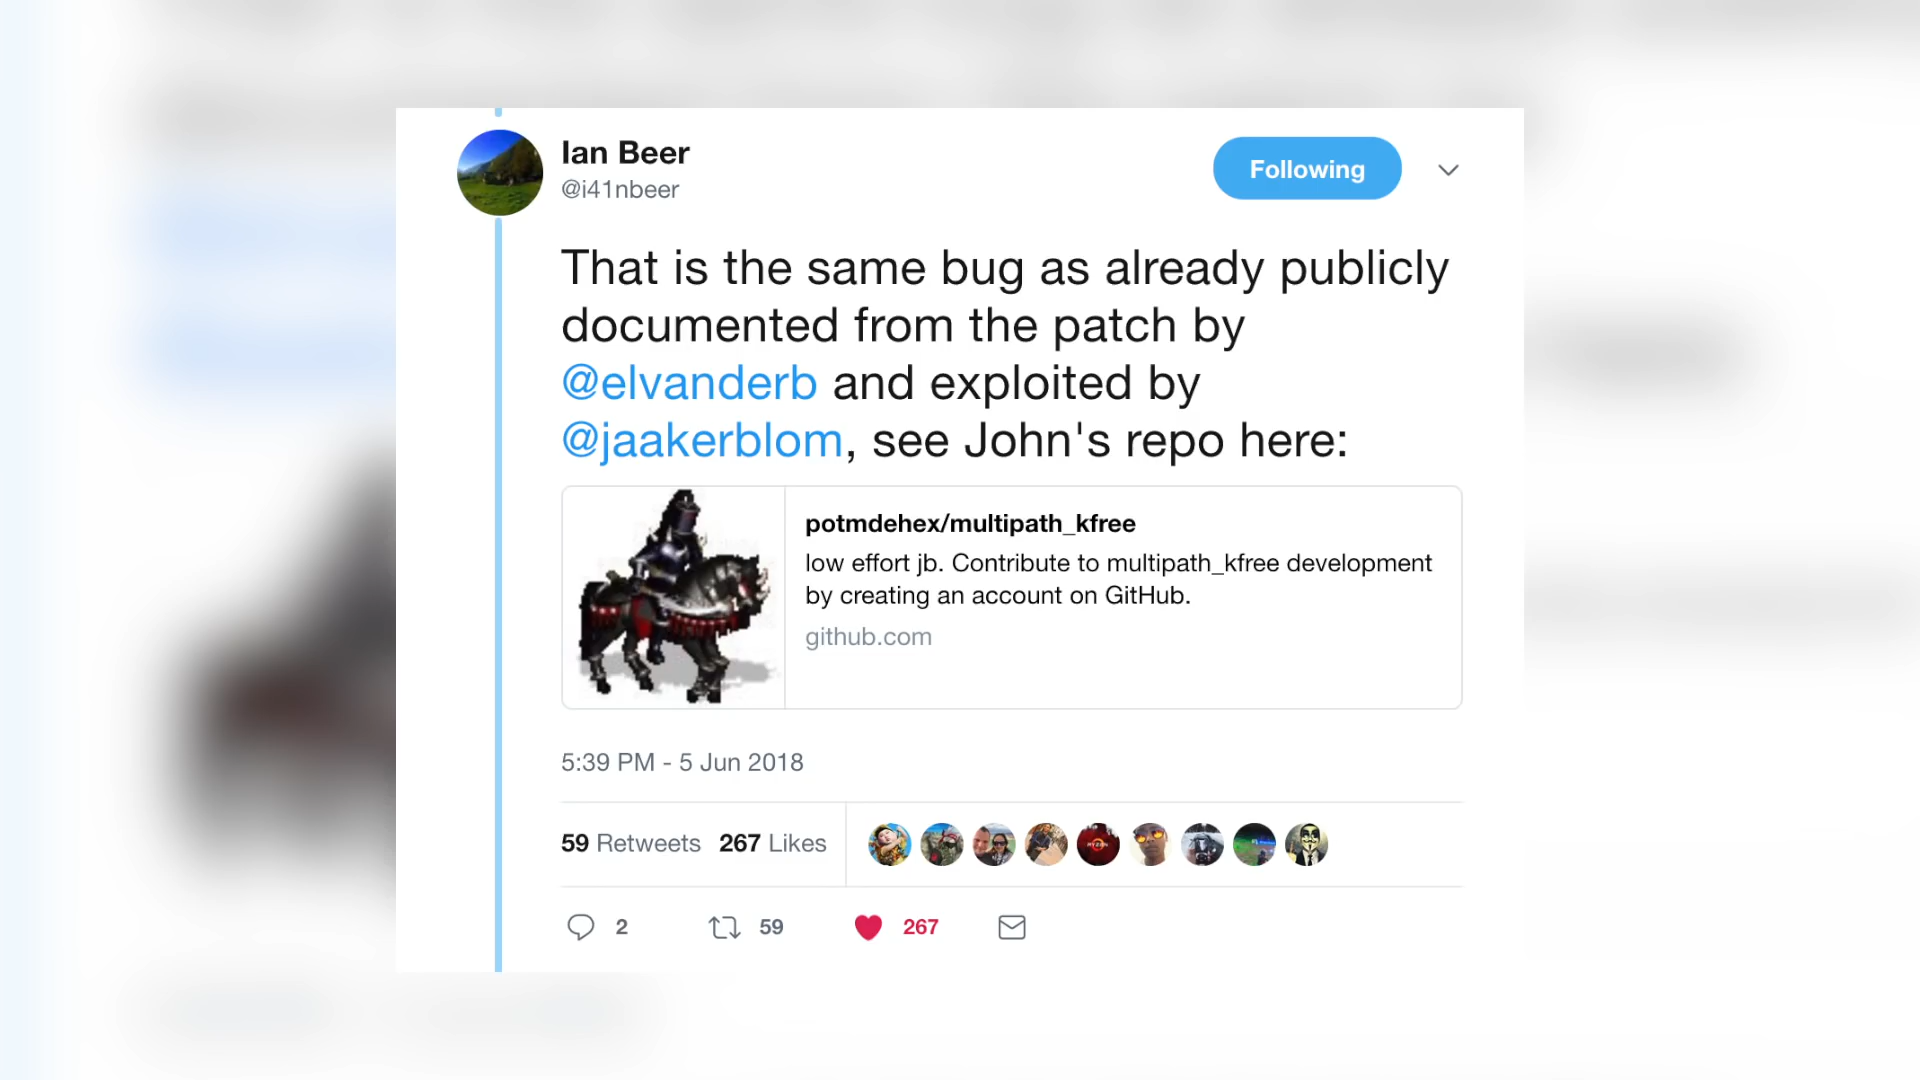 Ian Beer
@i41nbeer
Following
That is the same bug as already publicly
documented from the patch by
@elvanderb and exploited by
@jaakerblom, see John's repo here:
potmdehex/multipath_kfree
low effort jb. Contribute to multipath_kfree development
by creating an account on GitHub.
github.com
5:39 PM - 5 Jun 2018
59 Retweets 267 Likes
2 59 267